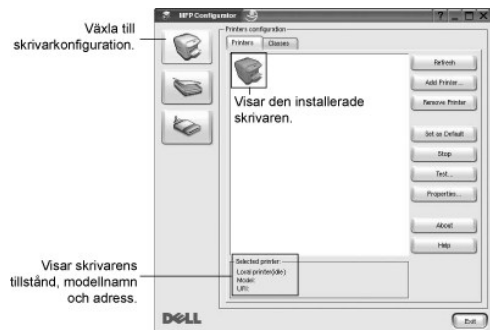 MFP Configurator
Växla till
skrivarkonfiguration.
Printers configuration
Printers
Classes
Refresh
Add Printer...
Remove Printer
Visar den installerade
skrivaren.
Set as Default
Stop
Test...
Properties...
About
Help
Visar skrivarens
tillstånd, modellnamn
och adress.
Selected printer:
Local printer(idle)
Model:
URI:
DELL
Exit